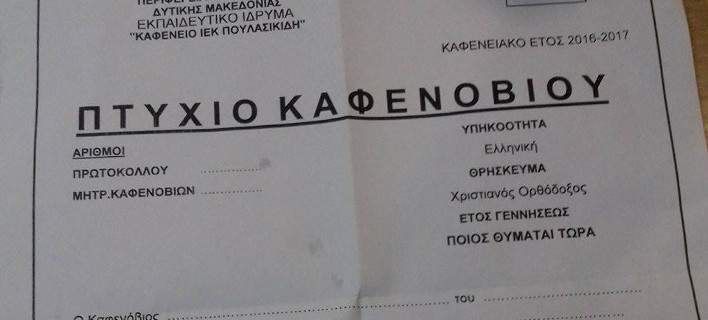 ΔΥΤΙΚΗΣ ΜΑΚΕΔΟΝΙΑΣ
ΕΚΠΑΙΔΕΥΤΙΚΟ ΙΔΡΥΜΑ
"ΚΑΦΕΝΕΙΟ ΙΕΚ ΠΟΥΛΑΣΙΚΙΔΗ"
ΚΑΦΕΝΕΙΑΚΟ ΕΤΟΣ 2016-2017
ΠΤΥΧΙΟ ΚΑΦΕΝΟΒΙΟΥ
ΑΡΙΘΜΟΙ
ΠΡΩΤΟΚΟΛΛΟΥ ................
ΜΗΤΡ.ΚΑΦΕΝΟΒΙΩΝ ................
ΥΠΗΚΟΟΤΗΤΑ
Ελληνική
ΘΡΗΣΚΕΥΜΑ
Χριστιανός Ορθόδοξος
ΕΤΟΣ ΓΕΝΝΗΣΕΩΣ
ΠΟΙΟΣ ΘΥΜΑΤΑΙ ΤΩΡΑ
Ο Καφενόβιος ................ του ................